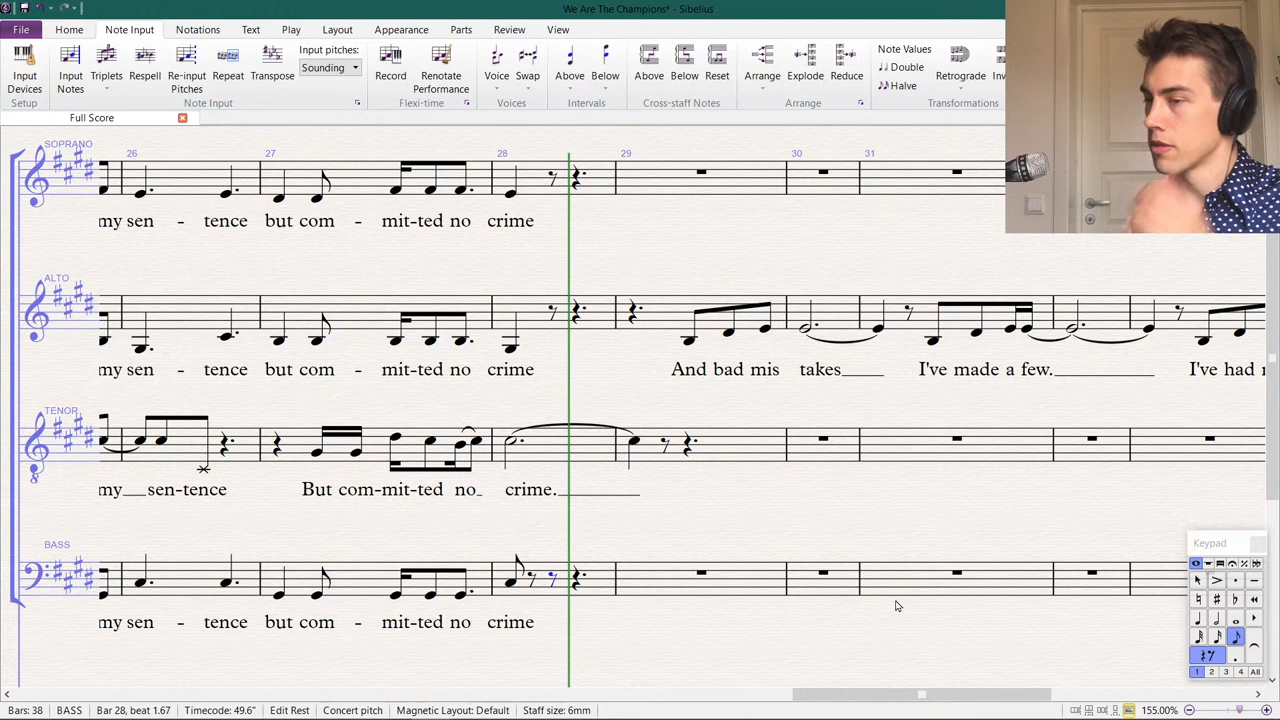 We Are The Champions* - Sibelius
File Home Note Input Notations Text Play Layout Appearance Parts Review View
Input Devices
Input Notes
Triplets
Respell
Re-input Pitches
Repeat
Transpose
Input pitches:
Sounding
Record
Renotate Performance
Voice
Swap
Above
Below
Above
Below
Reset
Arrange
Explode
Reduce
Note Values
Double
Halve
Retrograde
Setup Note Input Flexi-time Voices Intervals Cross-staff Notes Arrange Transformations
Full Score
SOPRANO
26 27 28 29 30 31
my sen - tence but com - mit-ted no crime
ALTO
my sen - tence but com - mit-ted no crime And bad mis takes____ I've made a few.____ I've had
TENOR
my__ sen-tence But com-mit-ted no_ crime.____
BASS
my sen - tence but com - mit-ted no crime
Keypad
1 2 3 4 All
Bars: 38 BASS Bar 28, beat 1.67 Timecode: 49.6" Edit Rest Concert pitch Magnetic Layout: Default Staff size: 6mm 155.00%